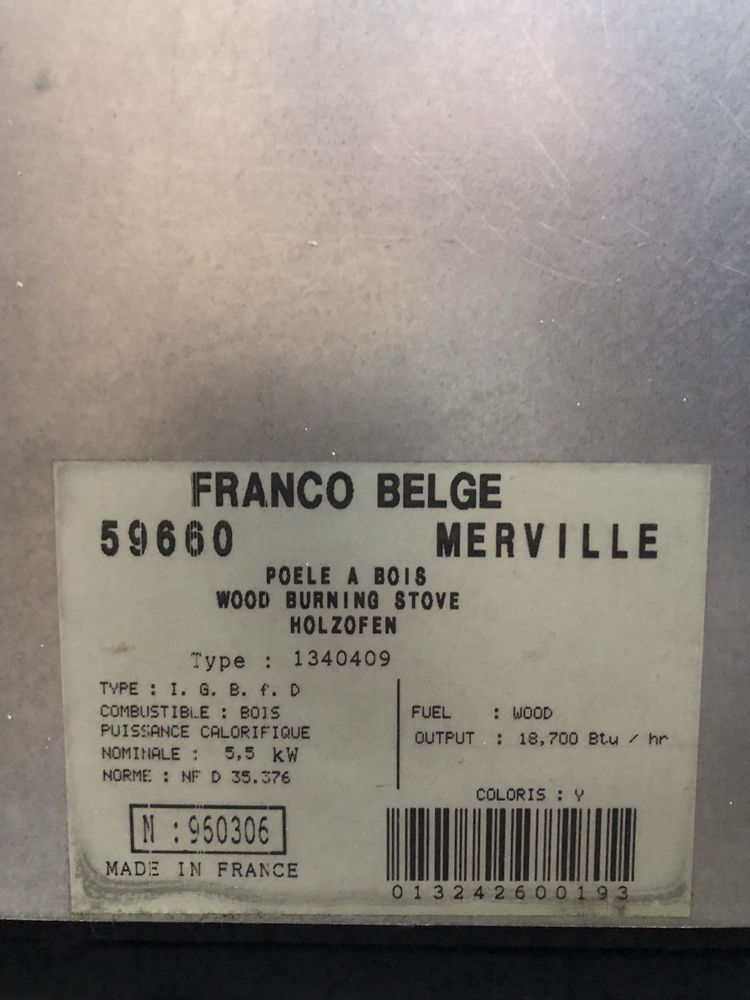 FRANCO BELGE
59660 MERVILLE
POELE A BOIS
WOOD BURNING STOVE
HOLZOFEN
Type : 1340409
TYPE : I. G. B. f. D
COMBUSTIBLE : BOIS
PUISSANCE CALORIFIQUE
NOMINALE : 5,5 kW
NORME : NF D 35.376
FUEL : WOOD
OUTPUT : 18,700 Btu / hr
COLORIS : Y
N : 960306
MADE IN FRANCE
013242600193